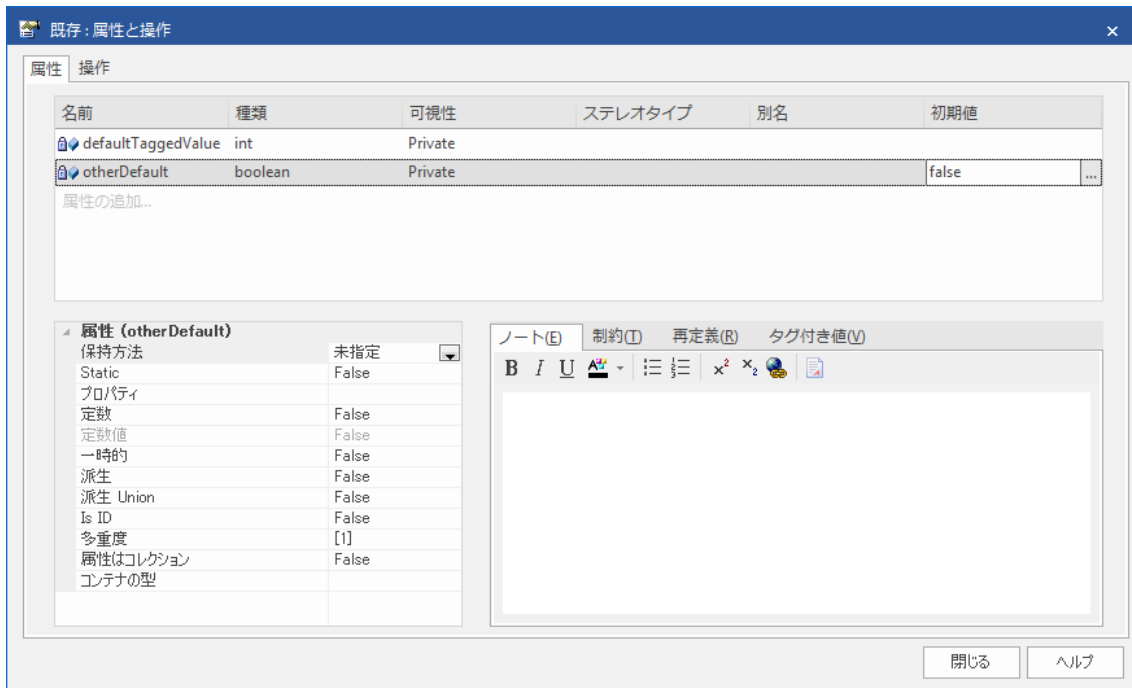 既存 : 属性と操作
属性 操作
名前 種類 可視性 ステレオタイプ 別名 初期値
defaultTaggedValue int Private
otherDefault boolean Private false ...
属性の追加...
属性 (otherDefault)
保持方法 未指定
Static False
プロパティ
定数 False
定数値 False
一時的 False
派生 False
派生 Union False
Is ID False
多重度 [1]
属性はコレクション False
コンテナの型
ノート(E) 制約(T) 再定義(R) タグ付き値(V)
B I U A x² x₂
閉じる ヘルプ